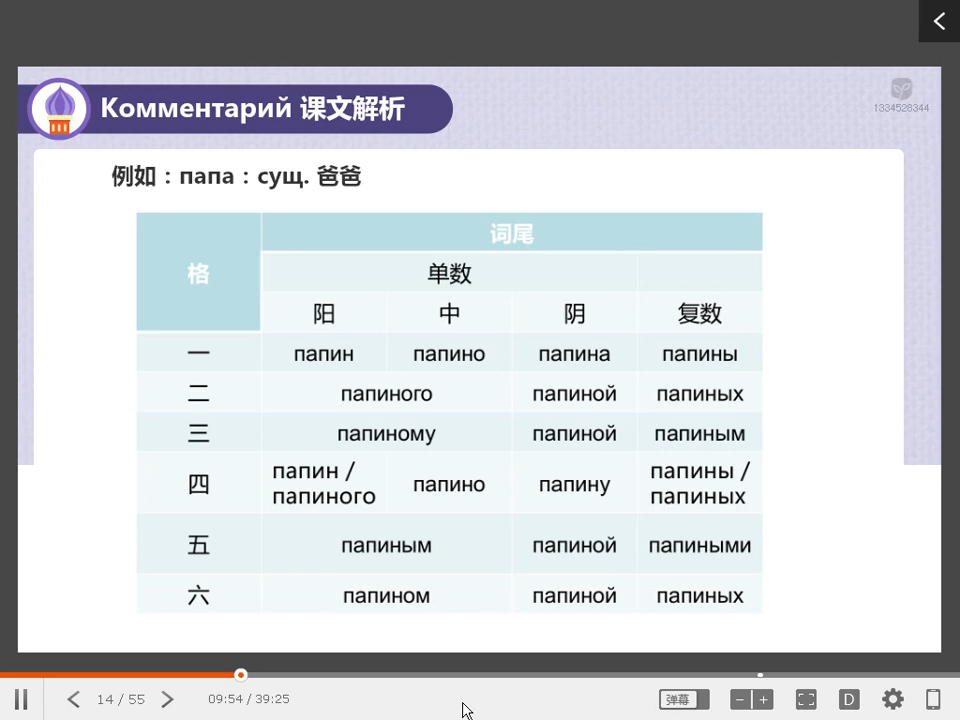 Комментарий 课文解析
1334528344
例如：папа：сущ. 爸爸
格 词尾
单数
阳 中 阴 复数
一 папин папино папина папины
二 папиного папиной папиных
三 папиному папиной папиным
四 папин / папиного папино папину папины / папиных
五 папиным папиной папиными
六 папином папиной папиных
14 / 55 09:54 / 39:25 弹幕 D